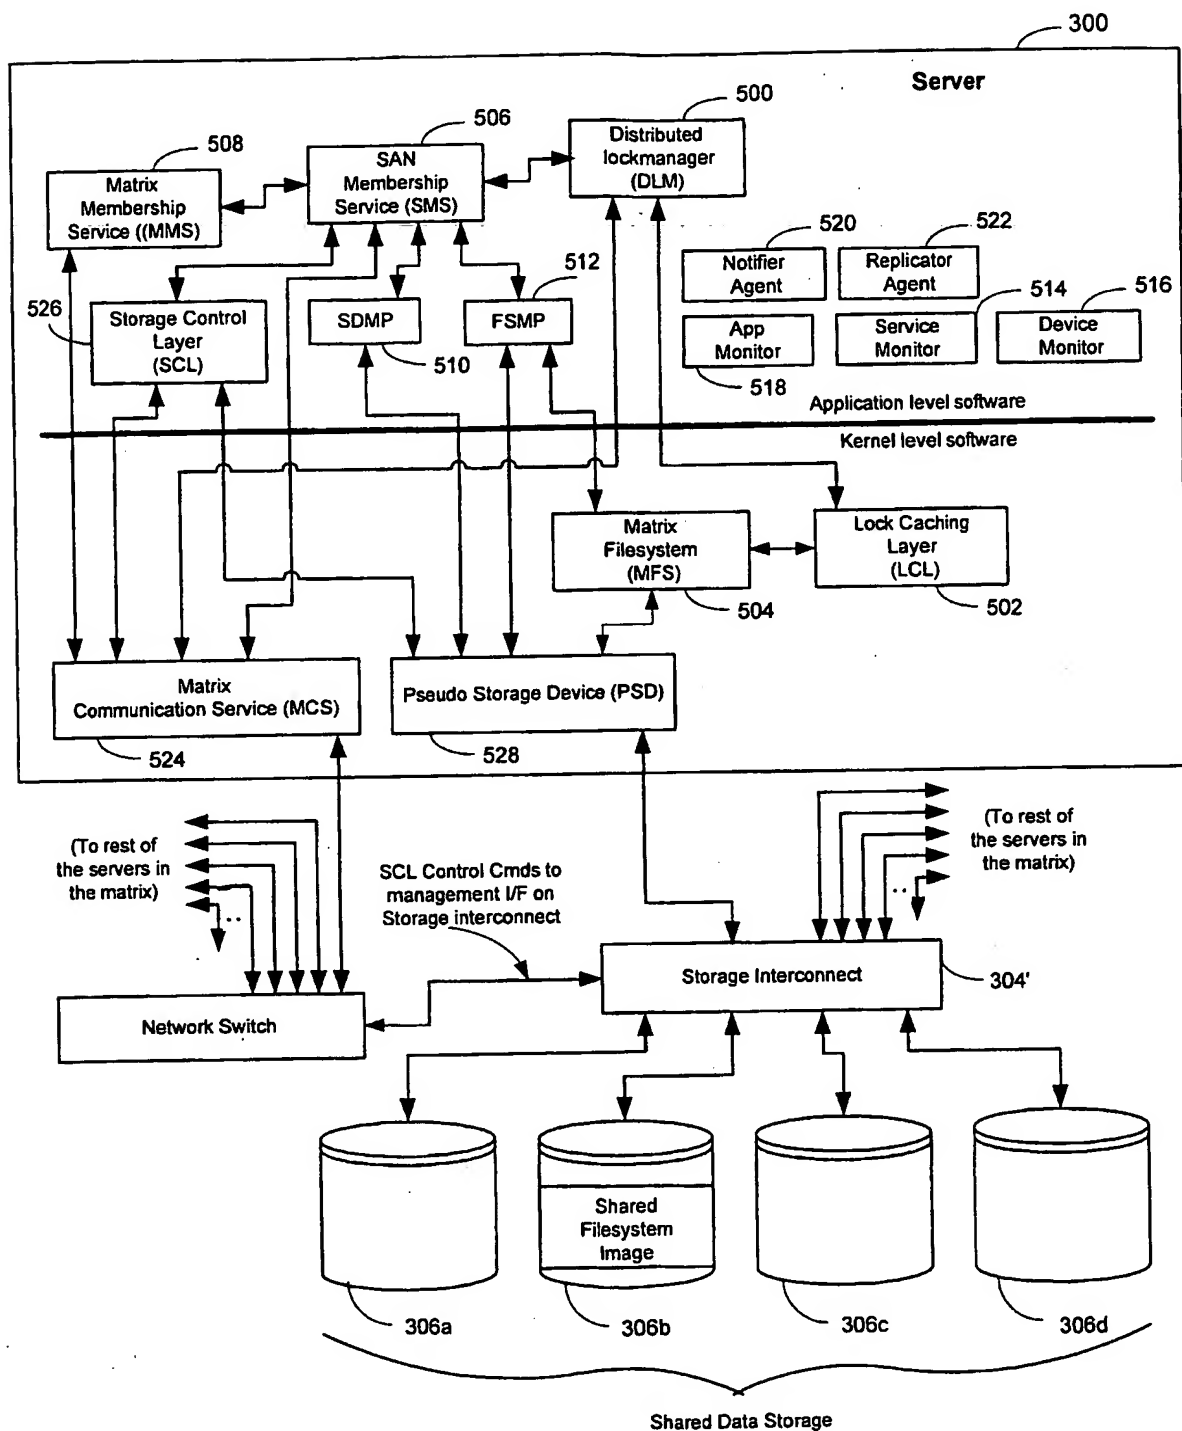 300
Server
500
506
508
Distributed
lockmanager
(DLM)
SAN
Membership
Service (SMS)
Matrix
Membership
Service ((MMS)
520
522
Notifier
Agent
Replicator
Agent
512
514
516
526
Storage Control
Layer
(SCL)
SDMP
FSMP
510
App
Monitor
Service
Monitor
Device
Monitor
518
Application level software
Kernel level software
Matrix
Filesystem
(MFS)
Lock Caching
Layer
(LCL)
504
502
Matrix
Communication Service (MCS)
Pseudo Storage Device (PSD)
524
528
(To rest of
the servers in
the matrix)
..
SCL Control Cmds to
management I/F on
Storage interconnect
(To rest of
the servers in
the matrix)
..
Storage Interconnect
304'
Network Switch
Shared
Filesystem
Image
306a
306b
306c
306d
Shared Data Storage